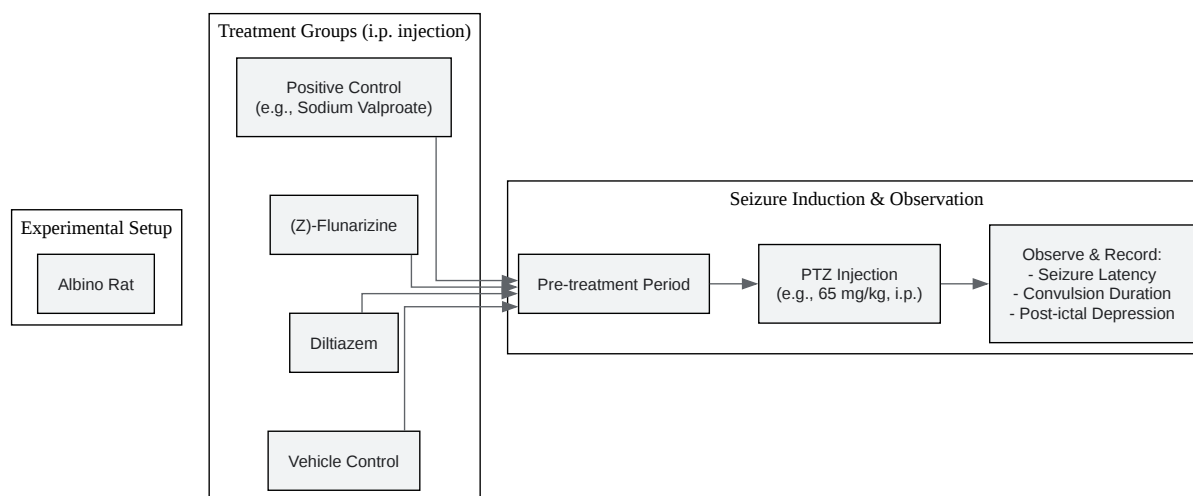 Experimental Setup
Albino Rat
Treatment Groups (i.p. injection)
Positive Control
(e.g., Sodium Valproate)
(Z)-Flunarizine
Diltiazem
Vehicle Control
Seizure Induction & Observation
Pre-treatment Period
PTZ Injection
(e.g., 65 mg/kg, i.p.)
Observe & Record:
- Seizure Latency
- Convulsion Duration
- Post-ictal Depression